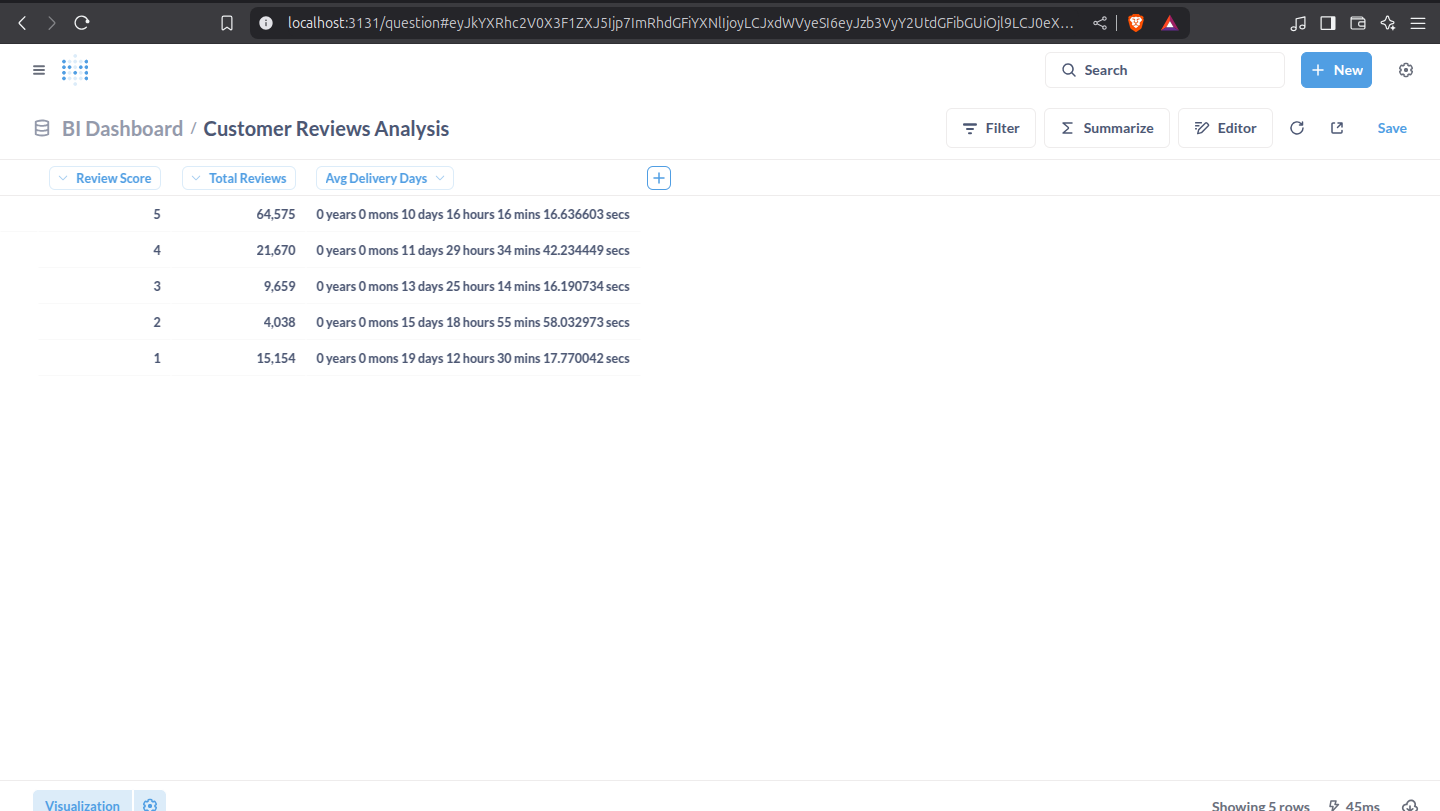 localhost:3131/question#eyJkYXRhc2V0X3F1ZXJ5Ijp7ImRhdGFiYXNlIjoyLCJxdWVyeSI6eyJzb3VyY2UtdGFibGUiOjl9LCJ0eX...
Search
+ New
BI Dashboard / Customer Reviews Analysis
Filter
Σ Summarize
Editor
Save
Review Score Total Reviews Avg Delivery Days
5 64,575 0 years 0 mons 10 days 16 hours 16 mins 16.636603 secs
4 21,670 0 years 0 mons 11 days 29 hours 34 mins 42.234449 secs
3 9,659 0 years 0 mons 13 days 25 hours 14 mins 16.190734 secs
2 4,038 0 years 0 mons 15 days 18 hours 55 mins 58.032973 secs
1 15,154 0 years 0 mons 19 days 12 hours 30 mins 17.770042 secs
Visualization
Showing 5 rows
45ms